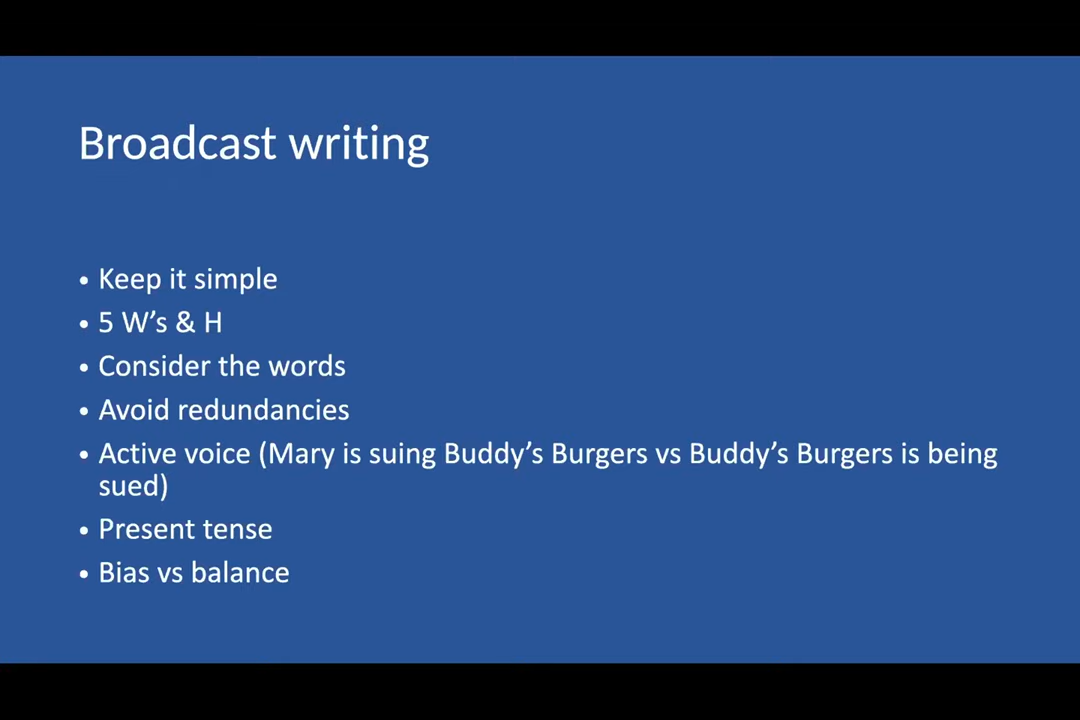 Broadcast writing
• Keep it simple
• 5 W’s & H
• Consider the words
• Avoid redundancies
• Active voice (Mary is suing Buddy’s Burgers vs Buddy’s Burgers is being
sued)
• Present tense
• Bias vs balance